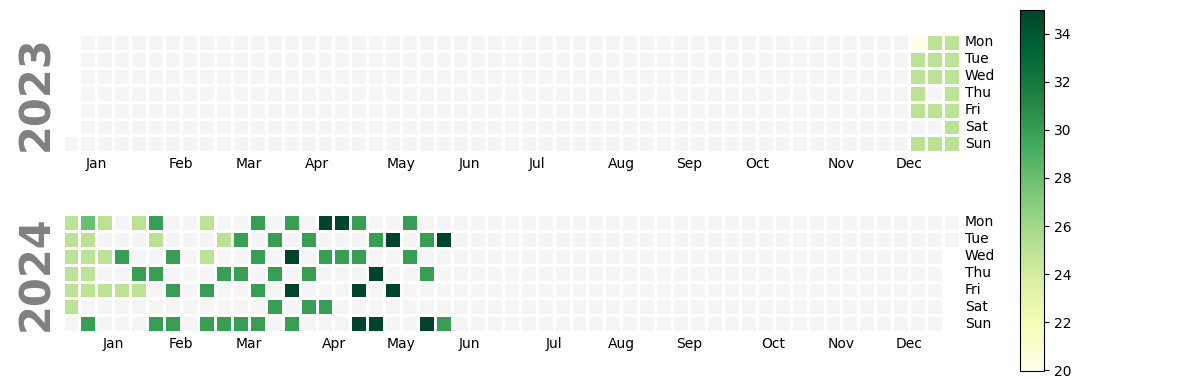 2023
Mon
Tue
Wed
Thu
Fri
Sat
Sun
Jan Feb Mar Apr May Jun Jul Aug Sep Oct Nov Dec
2024
Mon
Tue
Wed
Thu
Fri
Sat
Sun
Jan Feb Mar Apr May Jun Jul Aug Sep Oct Nov Dec
34
32
30
28
26
24
22
20